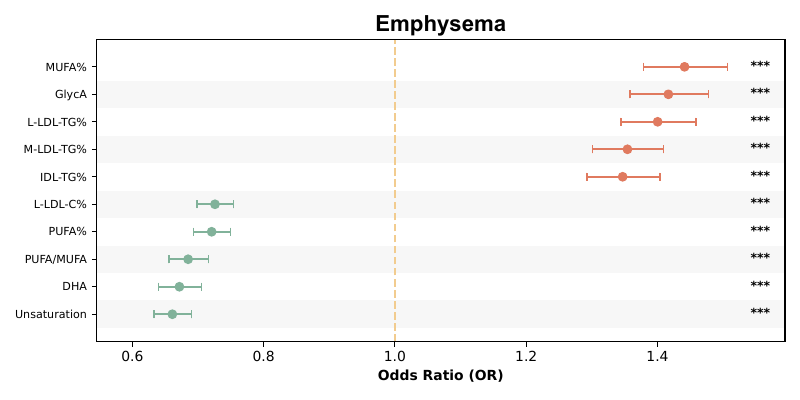 Emphysema
MUFA% ***
GlycA ***
L-LDL-TG% ***
M-LDL-TG% ***
IDL-TG% ***
L-LDL-C% ***
PUFA% ***
PUFA/MUFA ***
DHA ***
Unsaturation ***
0.6 0.8 1.0 1.2 1.4
Odds Ratio (OR)